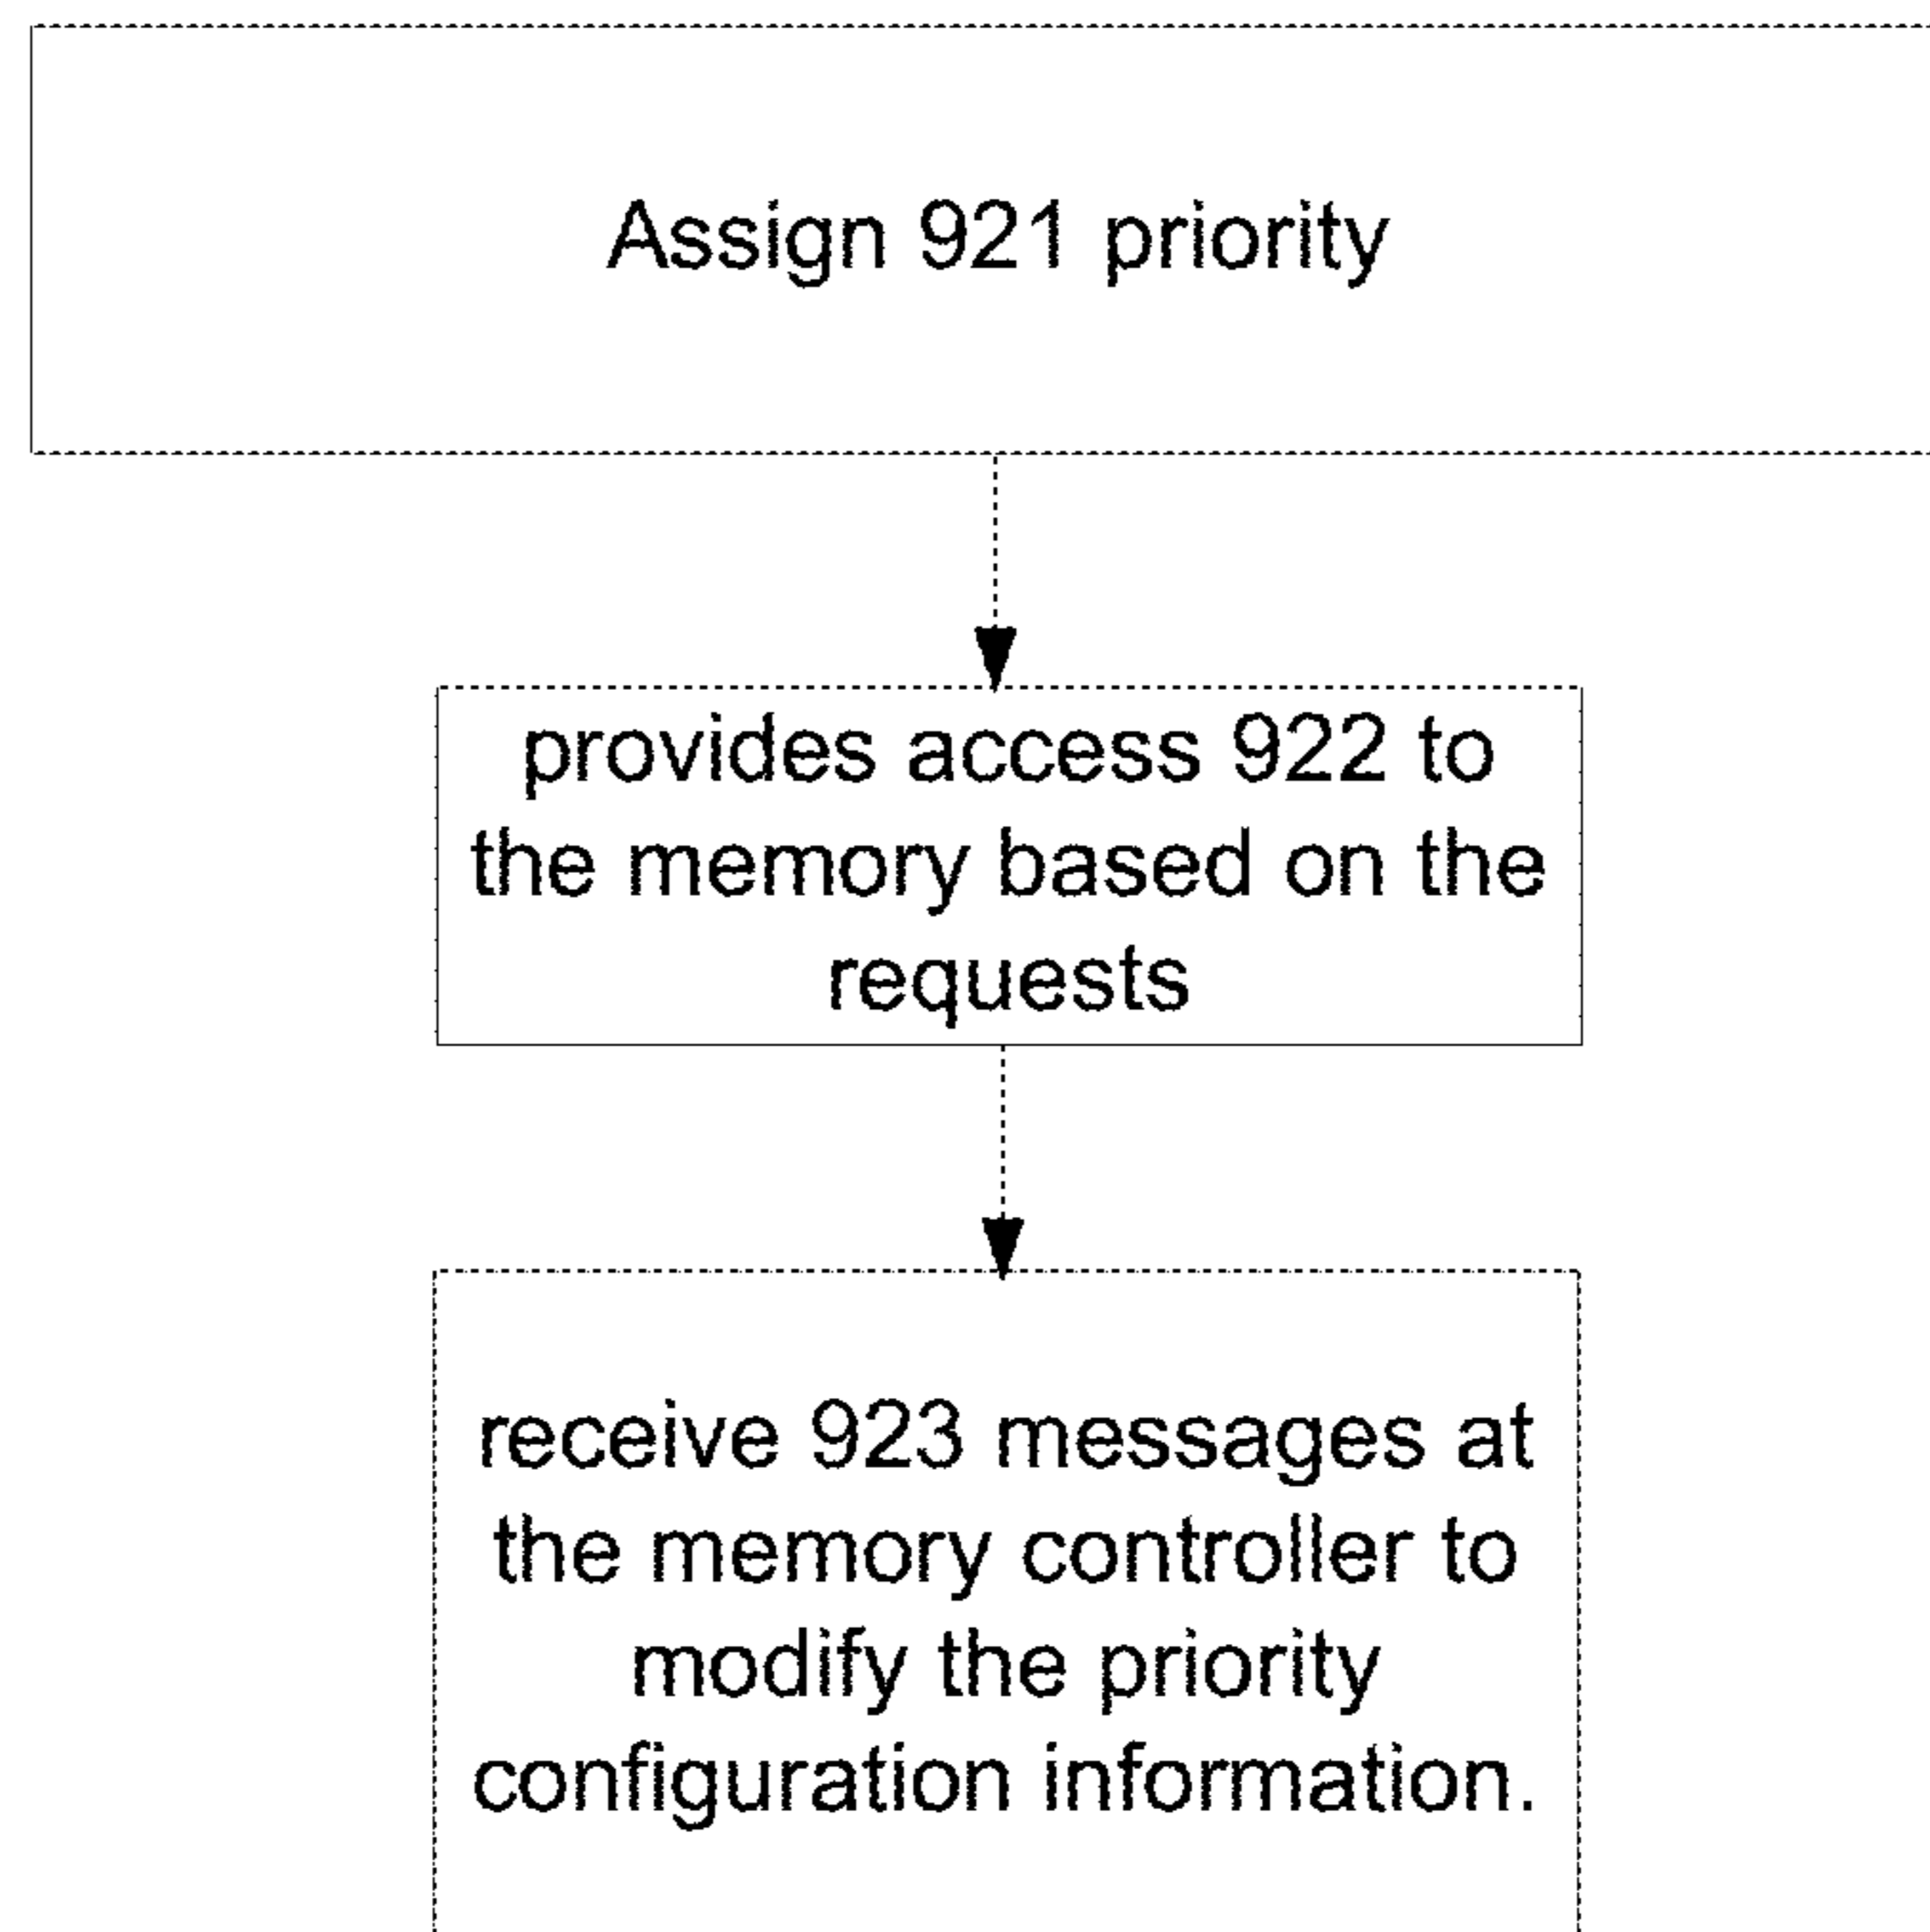 Assign 921 priority
provides access 922 to
the memory based on the
requests
receive 923 messages at
the memory controller to
modify the priority
configuration information.